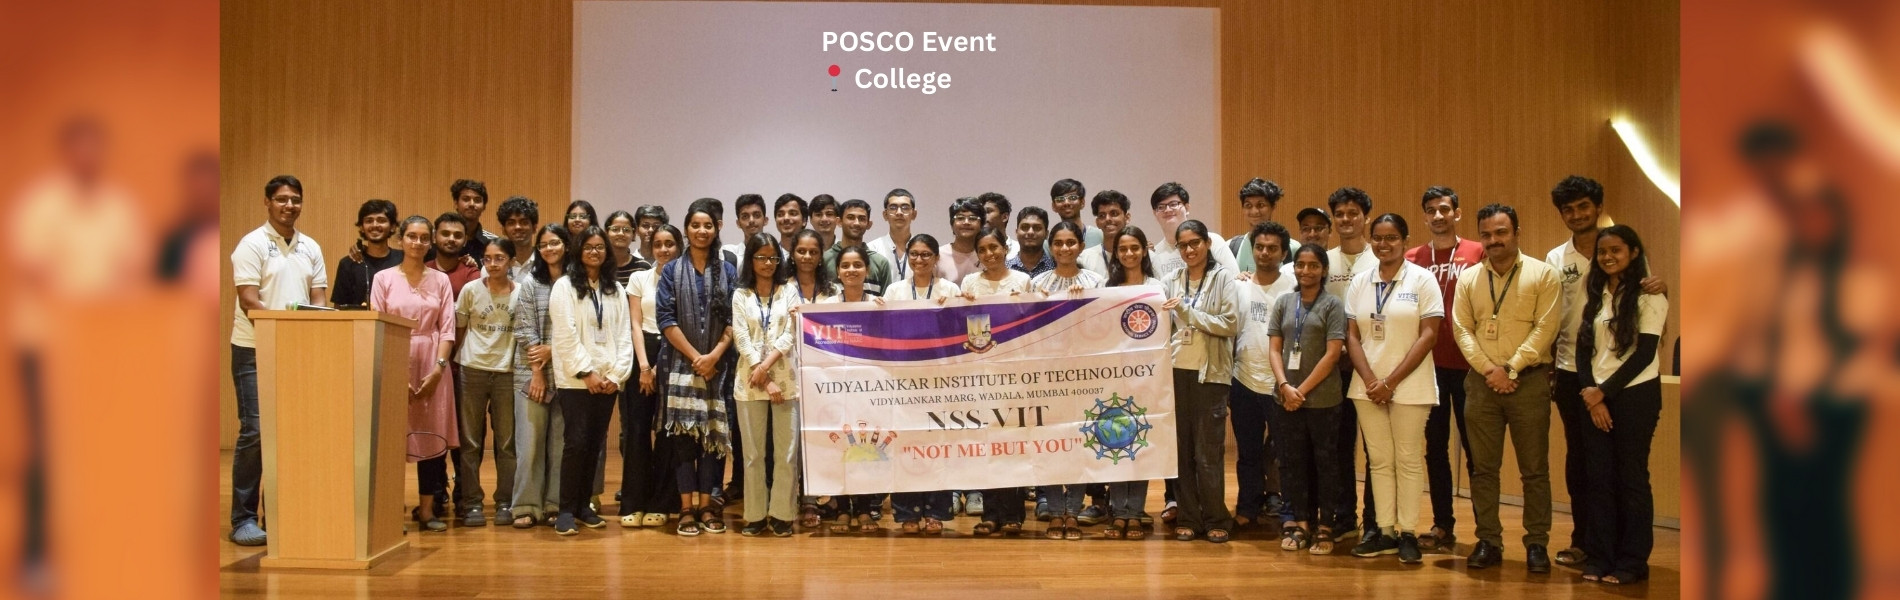 POSCO Event
College
VIT
VIDYALANKAR INSTITUTE OF TECHNOLOGY
VIDYALANKAR MARG, WADALA, MUMBAI 400037
NSS-VIT
"NOT ME BUT YOU"